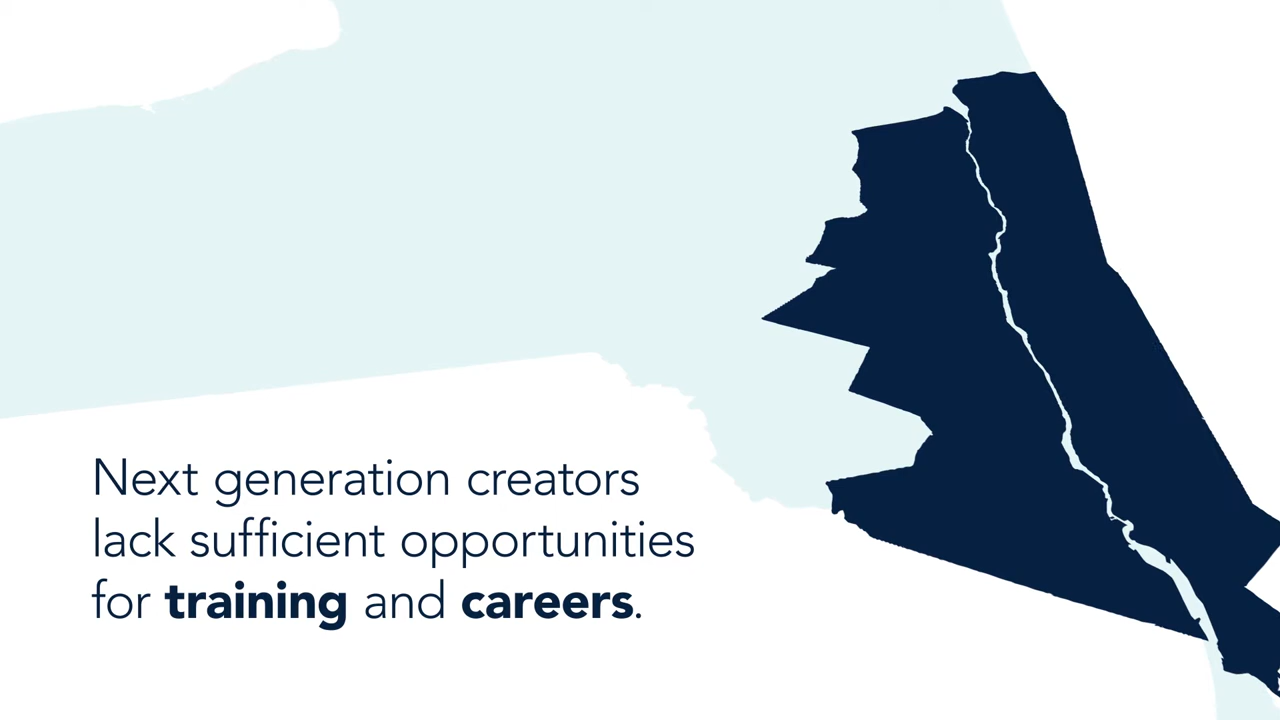 Next generation creators
lack sufficient opportunities
for training and careers.